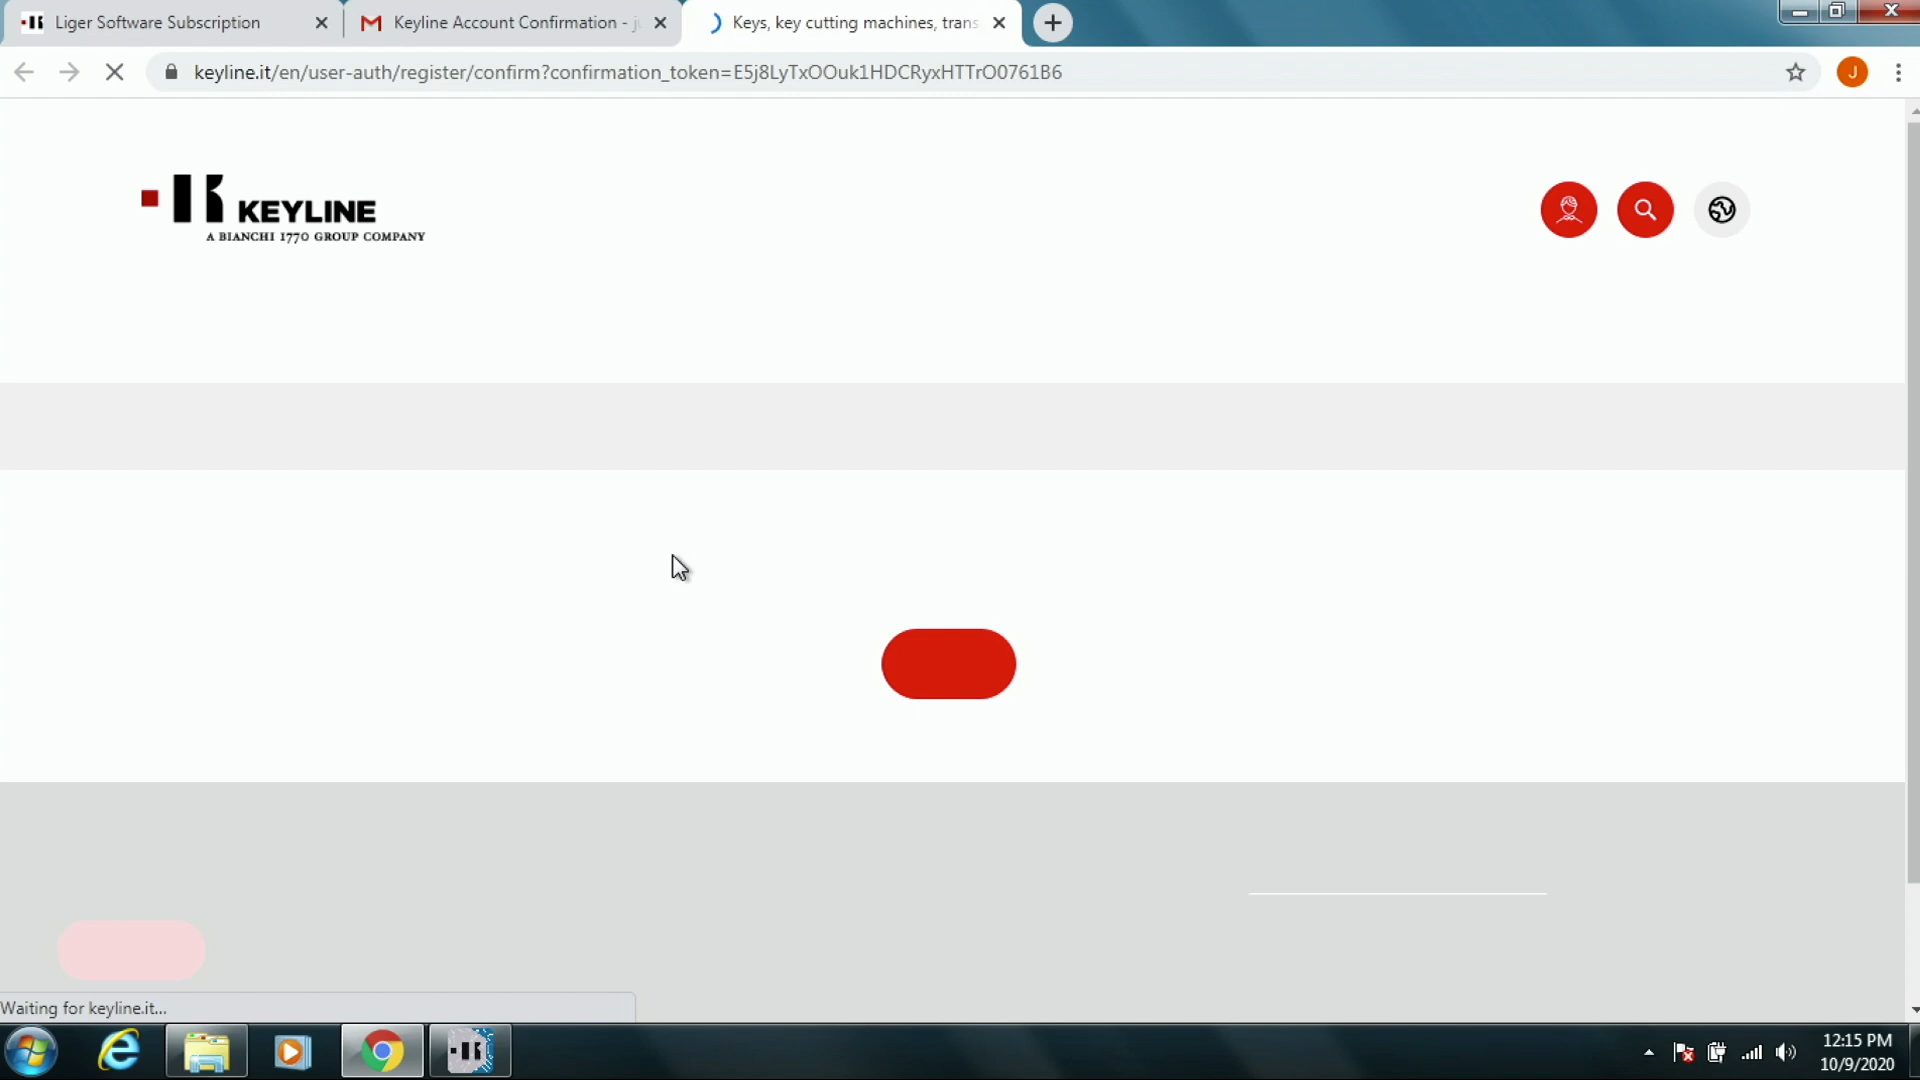 Liger Software Subscription
Keyline Account Confirmation - ju
Keys, key cutting machines, trans
keyline.it/en/user-auth/register/confirm?confirmation_token=E5j8LyTxOOuk1HDCRyxHTTrO0761B6
J
KEYLINE
A BIANCHI 1770 GROUP COMPANY
Waiting for keyline.it...
12:15 PM
10/9/2020